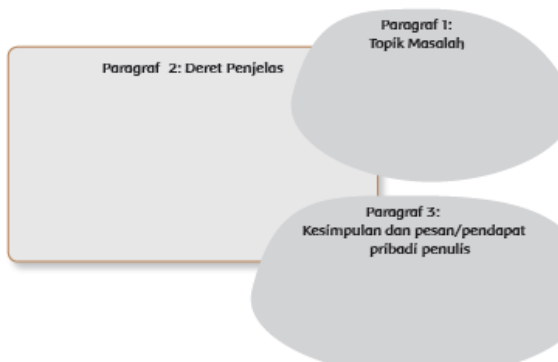 Paragraf 1:
Topik Masalah
Paragraf 2: Deret Penjelas
Paragraf 3:
Kesimpulan dan pesan/pendapat
pribadi penulis